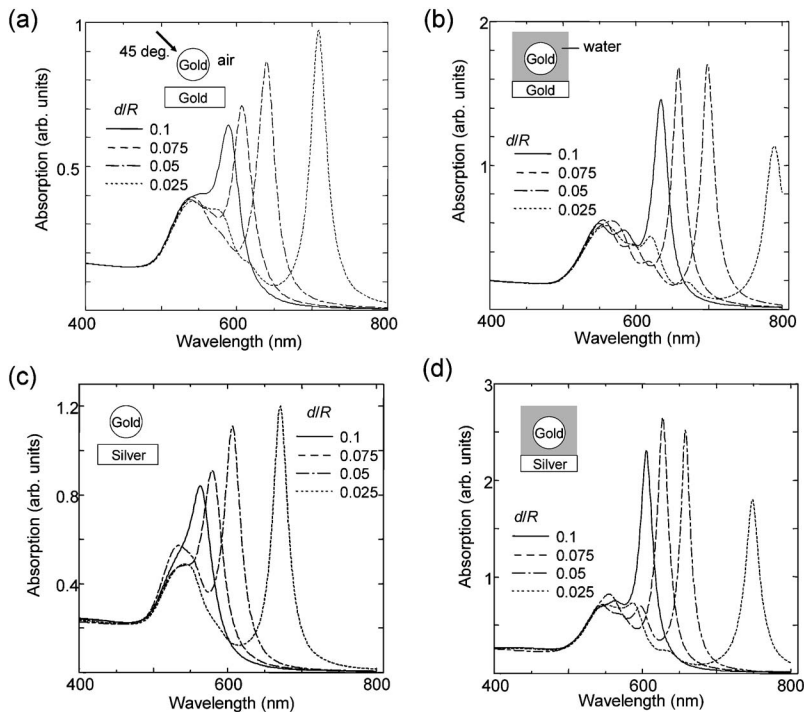 (a)
45 deg.
Gold
air
Gold
d/R
0.1
0.075
0.05
0.025
1
0.5
0
400
600
800
Absorption (arb. units)
Wavelength (nm)
(b)
Gold
water
Gold
d/R
0.1
0.075
0.05
0.025
2
1
0
400
600
800
Absorption (arb. units)
Wavelength (nm)
(c)
Gold
Silver
d/R
0.1
0.075
0.05
0.025
1.2
0.8
0.4
400
600
800
Absorption (arb. units)
Wavelength (nm)
(d)
Gold
Silver
d/R
0.1
0.075
0.05
0.025
3
2
1
0
400
600
800
Absorption (arb. units)
Wavelength (nm)